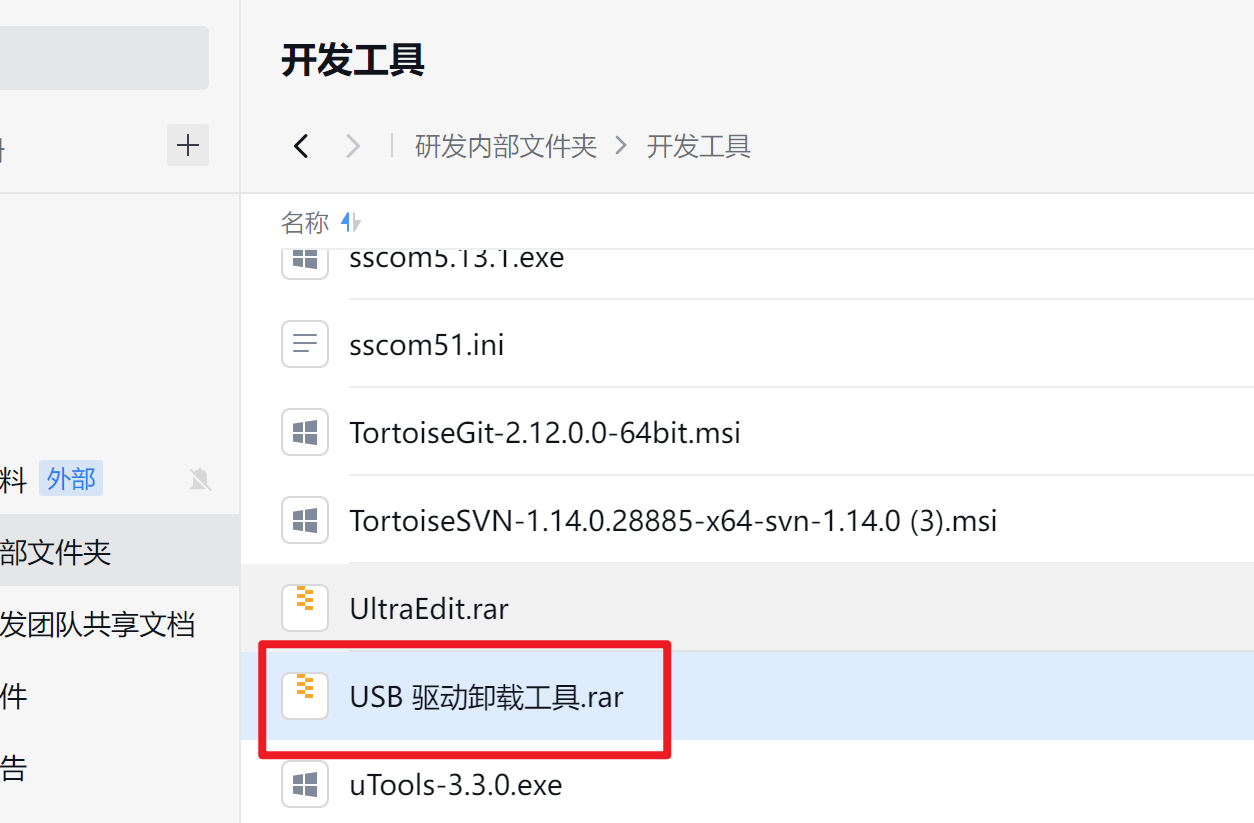 开发工具
研发内部文件夹 > 开发工具
名称
sscom5.13.1.exe
sscom51.ini
TortoiseGit-2.12.0.0-64bit.msi
料 外部
TortoiseSVN-1.14.0.28885-x64-svn-1.14.0 (3).msi
部文件夹
UltraEdit.rar
发团队共享文档
USB 驱动卸载工具.rar
件
告
uTools-3.3.0.exe